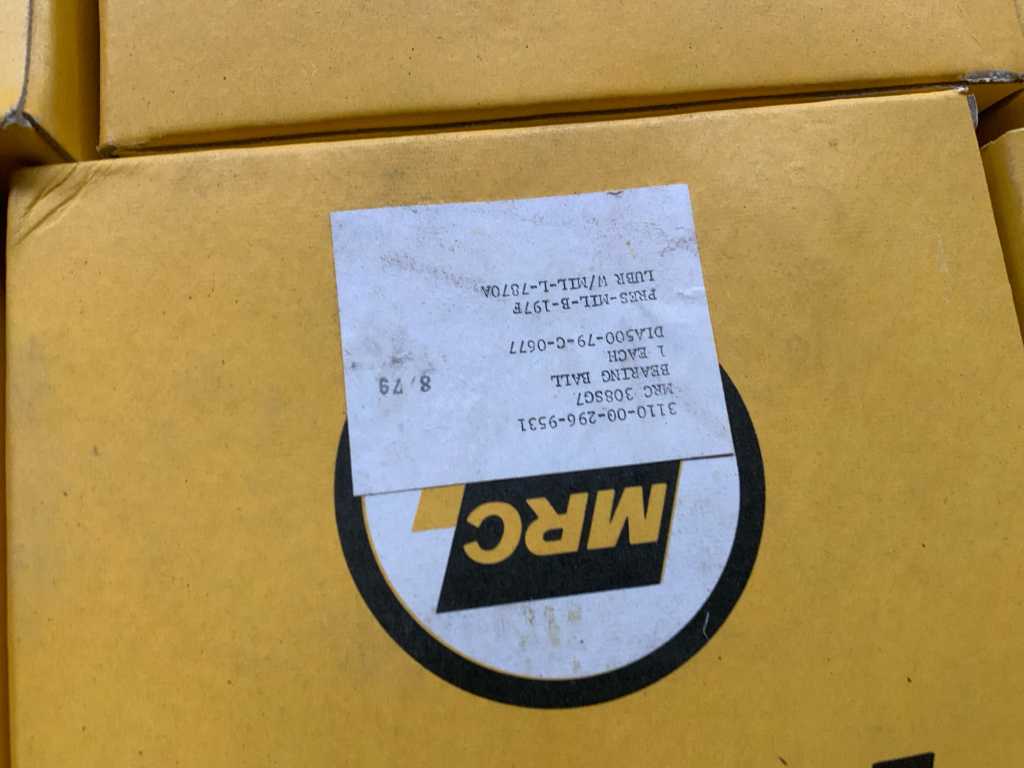 3110-00-296-9531
MRC 308SG7
BEARING BALL
1 EACH
DLA500-79-C-0677
8/79
PRES-MIL-B-197F
LUBR W/MIL-L-7870A
MRC